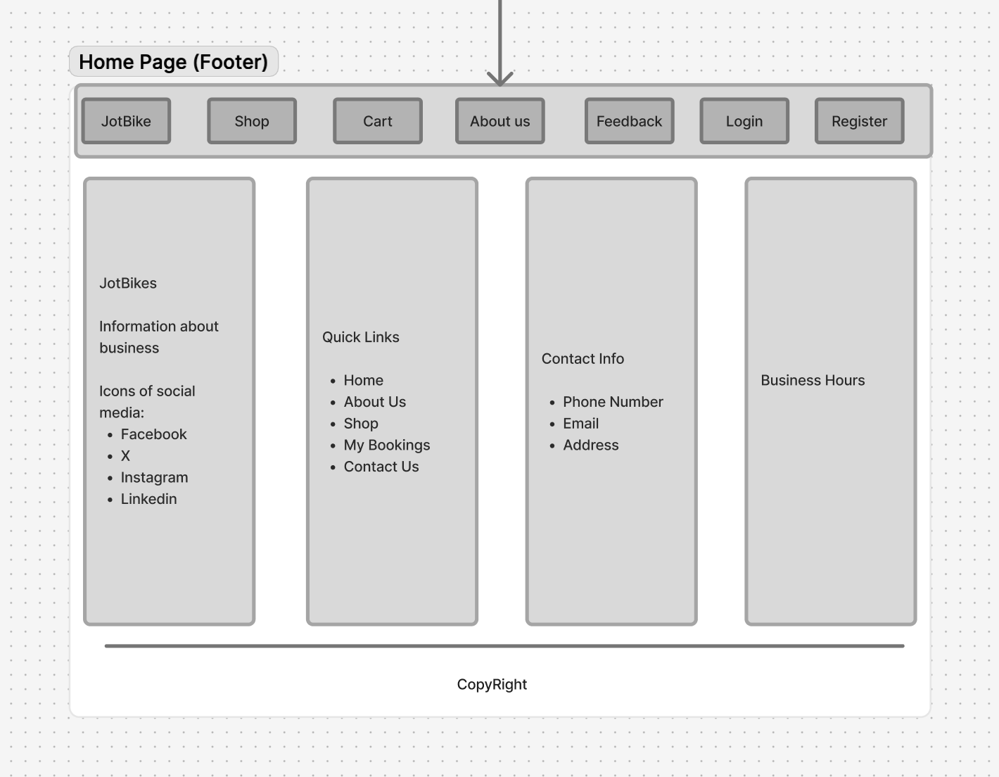 Home Page (Footer)
JotBike
Shop
Cart
About us
Feedback
Login
Register
JotBikes
Information about
business
Icons of social
media:
• Facebook
• X
• Instagram
• Linkedin
Quick Links
• Home
• About Us
• Shop
• My Bookings
• Contact Us
Contact Info
• Phone Number
• Email
• Address
Business Hours
CopyRight